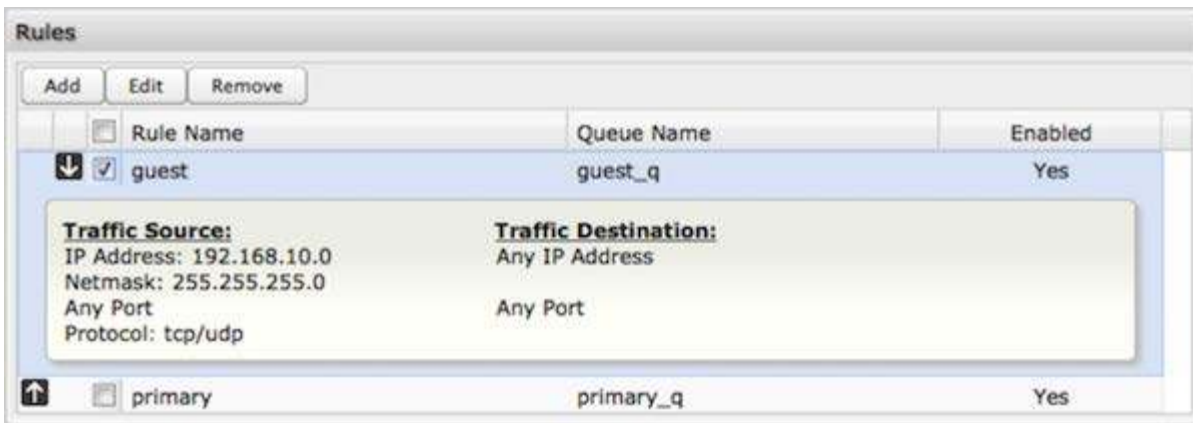 Rules
Add Edit Remove
Rule Name Queue Name Enabled
guest guest_q Yes
Traffic Source: Traffic Destination:
IP Address: 192.168.10.0 Any IP Address
Netmask: 255.255.255.0
Any Port Any Port
Protocol: tcp/udp
primary primary_q Yes